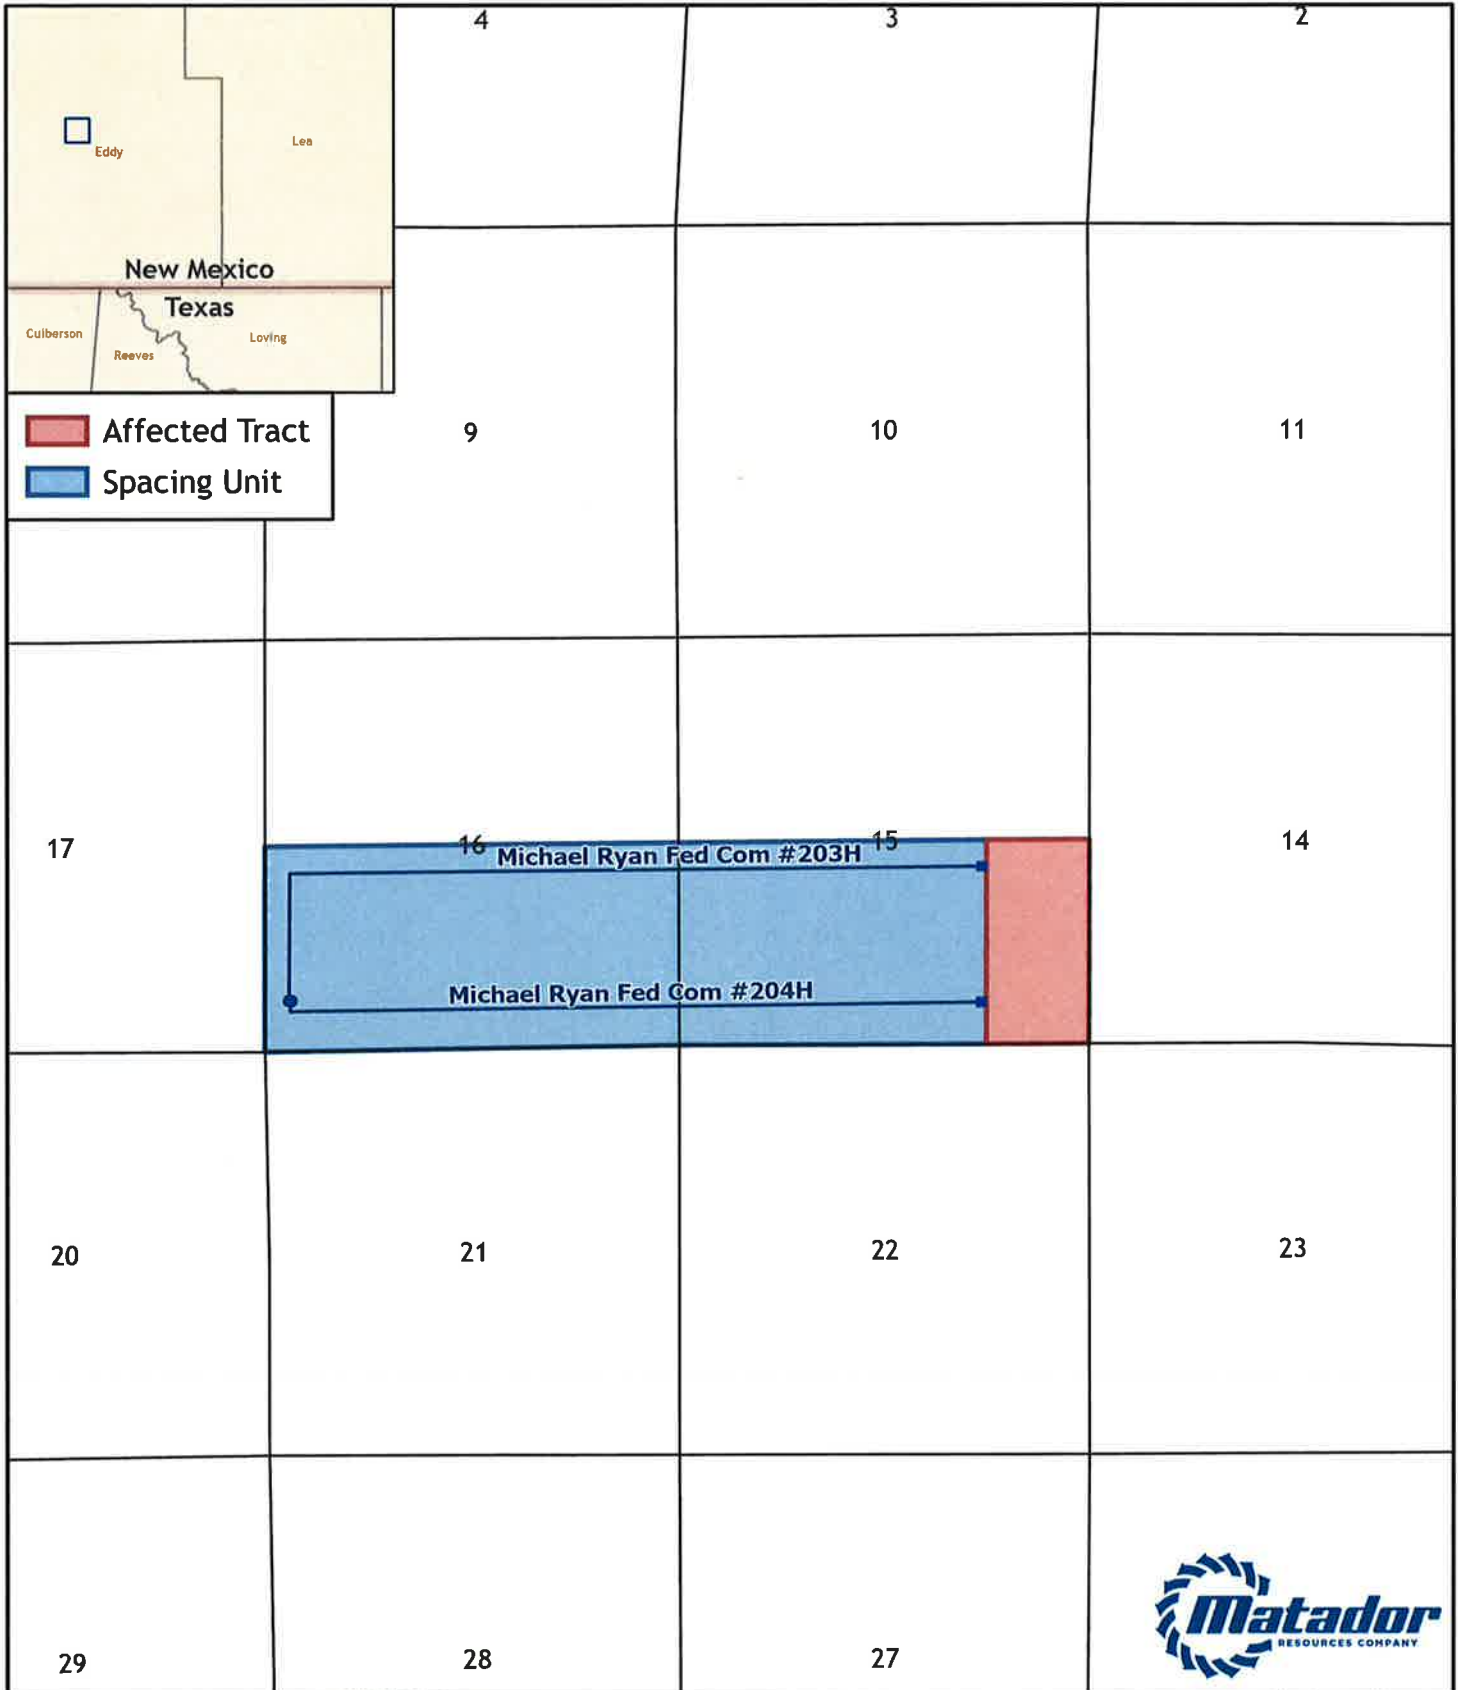 4
3
2
Eddy
Lea
New Mexico
Texas
Culberson
Reeves
Loving
Affected Tract
Spacing Unit
9
10
11
17
16
15
14
Michael Ryan Fed Com #203H
Michael Ryan Fed Com #204H
20
21
22
23
29
28
27
Matador
RESOURCES COMPANY